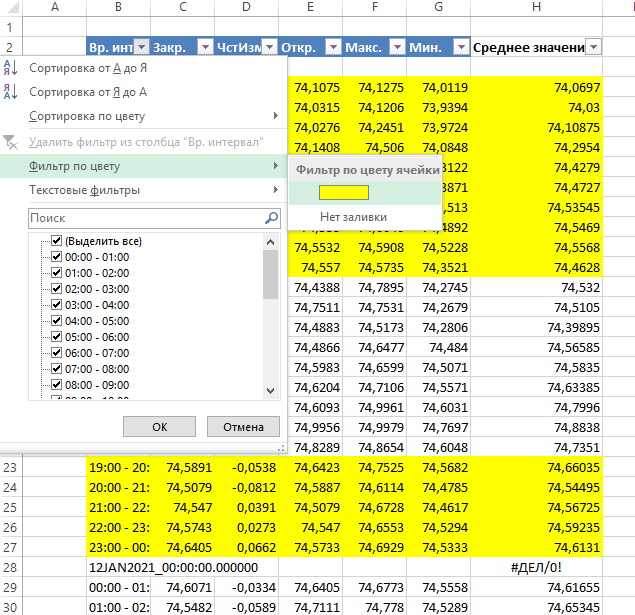 A B C D E F G H
1
2 Вр. инт Закр. ЧстИзм Откр. Макс. Мин. Среднее значени
Сортировка от А до Я
74,1075 74,1275 74,0119 74,0697
Сортировка от Я до А
74,0315 74,1206 73,9394 74,03
Сортировка по цвету
74,0276 74,2451 73,9724 74,10875
Удалить фильтр из столбца "Вр. интервал"
74,1408 74,506 74,0848 74,2954
Фильтр по цвету
Фильтр по цвету ячейки
3122 74,4279
Текстовые фильтры
3871 74,4727
513 74,53545
Поиск
Нет заливки
4892 74,5469
(Выделить все)
74,5532 74,5908 74,5228 74,5568
00:00 - 01:00
74,557 74,5735 74,3521 74,4628
01:00 - 02:00
02:00 - 03:00
74,4388 74,7895 74,2745 74,532
03:00 - 04:00
74,7511 74,7531 74,2679 74,5105
04:00 - 05:00
74,4883 74,5173 74,2806 74,39895
05:00 - 06:00
06:00 - 07:00
74,4866 74,6477 74,484 74,56585
07:00 - 08:00
74,5983 74,6599 74,5071 74,5835
08:00 - 09:00
74,6204 74,7106 74,5571 74,63385
74,6093 74,9961 74,6031 74,7996
ОК Отмена
74,9956 74,9979 74,7697 74,8838
74,8289 74,8654 74,6048 74,7351
23 19:00 - 20: 74,5891 -0,0538 74,6423 74,7525 74,5682 74,66035
24 20:00 - 21: 74,5079 -0,0812 74,5887 74,6114 74,4785 74,54495
25 21:00 - 22: 74,547 0,0391 74,5079 74,6728 74,4617 74,56725
26 22:00 - 23: 74,5743 0,0273 74,547 74,6553 74,5294 74,59235
27 23:00 - 00: 74,6405 0,0662 74,5733 74,6929 74,5333 74,6131
28 12JAN2021_00:00:00.000000 #ДЕЛ/0!
29 00:00 - 01: 74,6071 -0,0334 74,6405 74,6773 74,5558 74,61655
30 01:00 - 02: 74,5482 -0,0589 74,7111 74,778 74,5289 74,65345